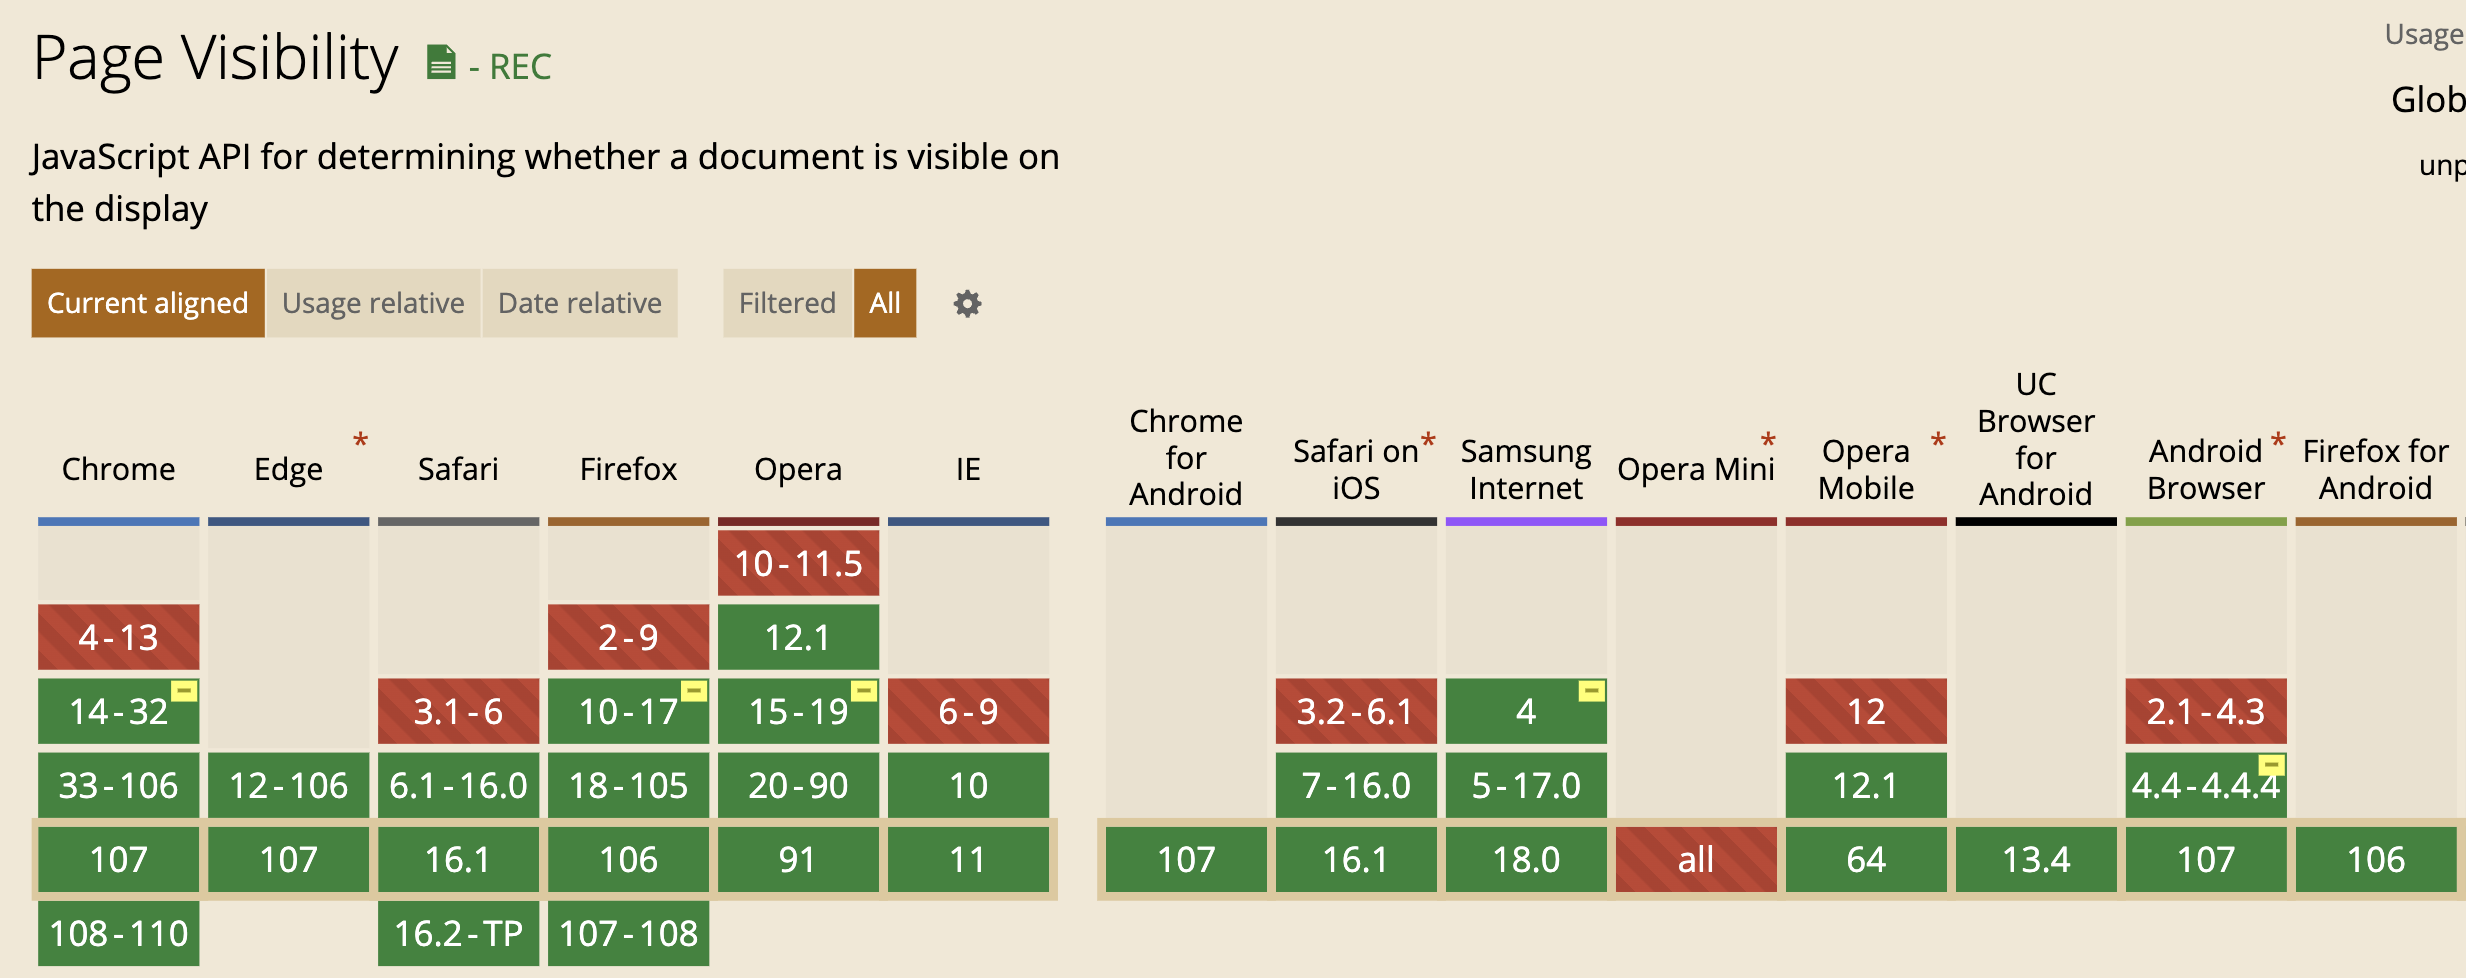 Page Visibility - REC
Usage
Glob
unp
JavaScript API for determining whether a document is visible on
the display
Current aligned Usage relative Date relative Filtered All
Chrome
Edge *
Safari
Firefox
Opera
IE
Chrome
for
Android
Safari on *
iOS
Samsung
Internet
Opera Mini *
Opera *
Mobile
UC
Browser
for
Android
Android *
Browser
Firefox for
Android
10-11.5
4-13 2-9 12.1
14-32 3.1-6 10-17 15-19 6-9 3.2-6.1 4 12 2.1-4.3
33-106 12-106 6.1-16.0 18-105 20-90 10 7-16.0 5-17.0 12.1 4.4-4.4.4
107 107 16.1 106 91 11 107 16.1 18.0 all 64 13.4 107 106
108-110 16.2-TP 107-108